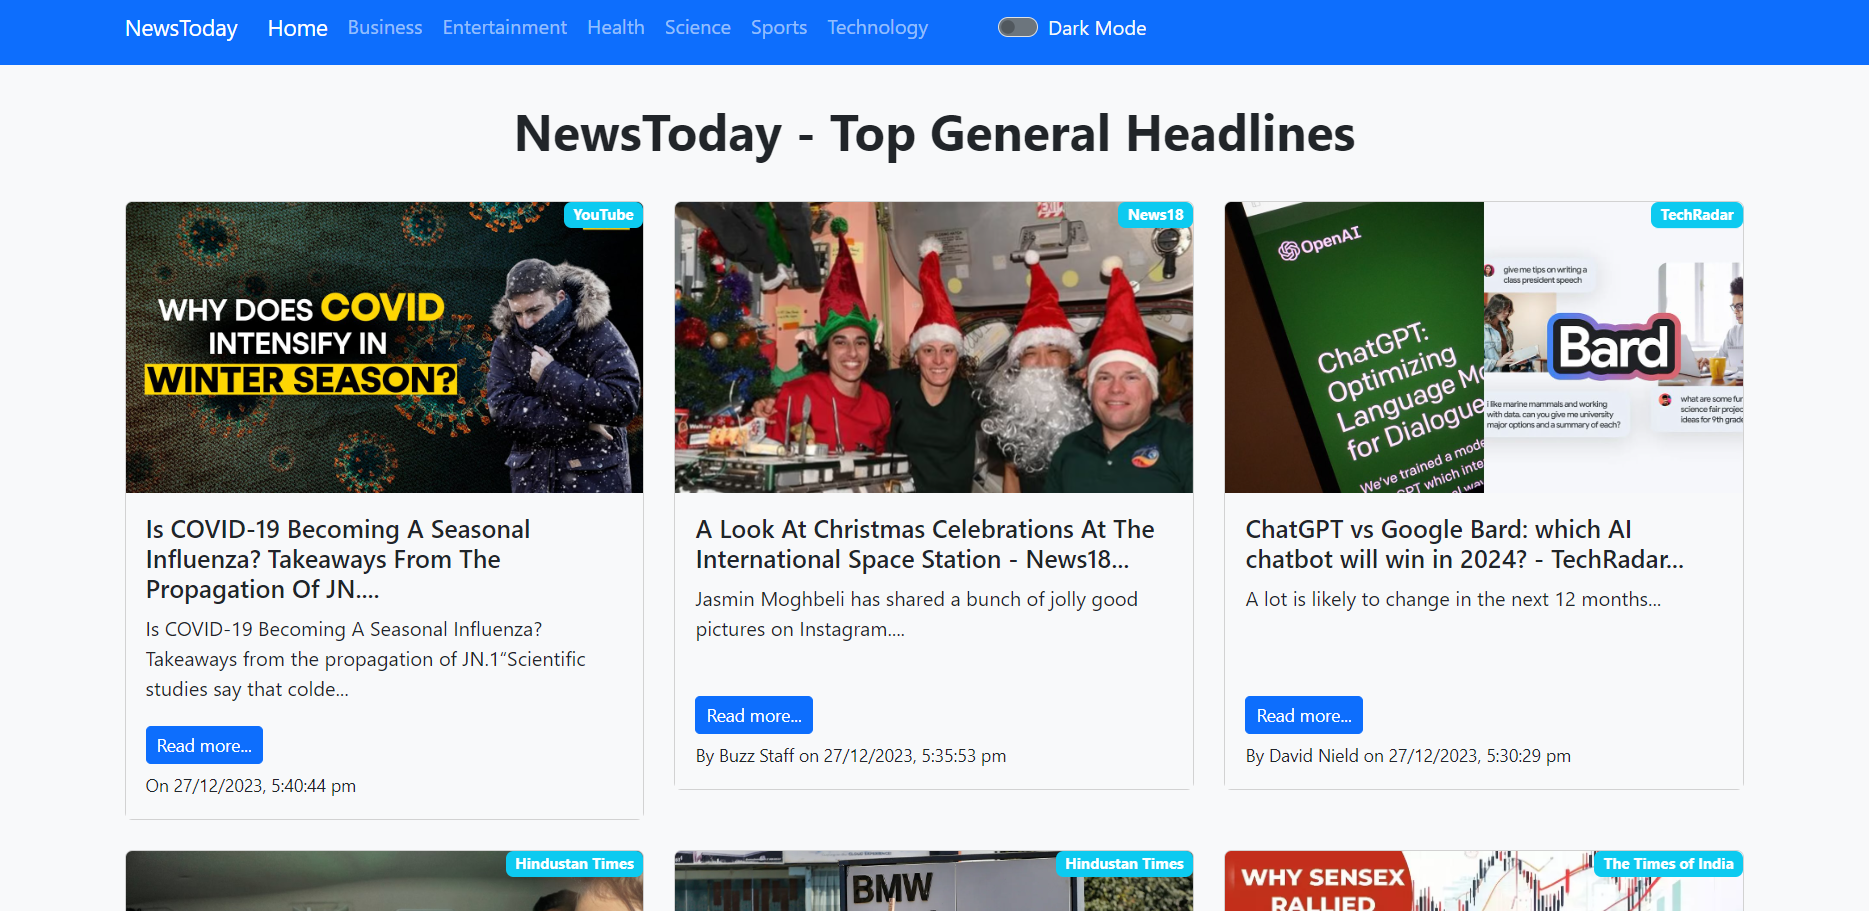 NewsToday Home Business Entertainment Health Science Sports Technology Dark Mode
NewsToday - Top General Headlines
YouTube
WHY DOES COVID
INTENSIFY IN
WINTER SEASON?
Is COVID-19 Becoming A Seasonal
Influenza? Takeaways From The
Propagation Of JN....
Is COVID-19 Becoming A Seasonal Influenza?
Takeaways from the propagation of JN.1“Scientific
studies say that colde...
Read more...
On 27/12/2023, 5:40:44 pm
News18
EXIT
A Look At Christmas Celebrations At The
International Space Station - News18...
Jasmin Moghbeli has shared a bunch of jolly good
pictures on Instagram....
Read more...
By Buzz Staff on 27/12/2023, 5:35:53 pm
TechRadar
OpenAI
ChatGPT:
Optimizing
Language Mo
for Dialogue
We've trained a mode
GPT which inte
nal way
give me tips on writing a
class president speech
Bard
i like marine mammals and working
with data. can you give me university
major options and a summary of each?
what are some fun
science fair projec
ideas for 9th grade
ChatGPT vs Google Bard: which AI
chatbot will win in 2024? - TechRadar...
A lot is likely to change in the next 12 months...
Read more...
By David Nield on 27/12/2023, 5:30:29 pm
Hindustan Times
Hindustan Times
BMW
The Times of India
WHY SENSEX
RALLIED